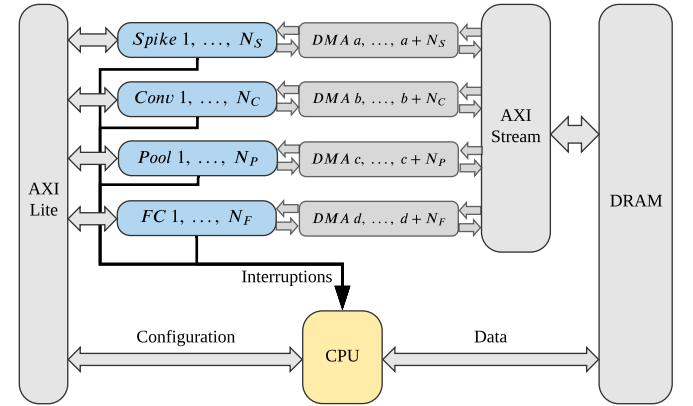 Spike 1, …, N_S
DMA a, …, a + N_S
Conv 1, …, N_C
DMA b, …, b + N_C
AXI
Stream
Pool 1, …, N_P
DMA c, …, c + N_P
AXI
Lite
DRAM
FC 1, …, N_F
DMA d, …, d + N_F
Interruptions
Configuration
CPU
Data